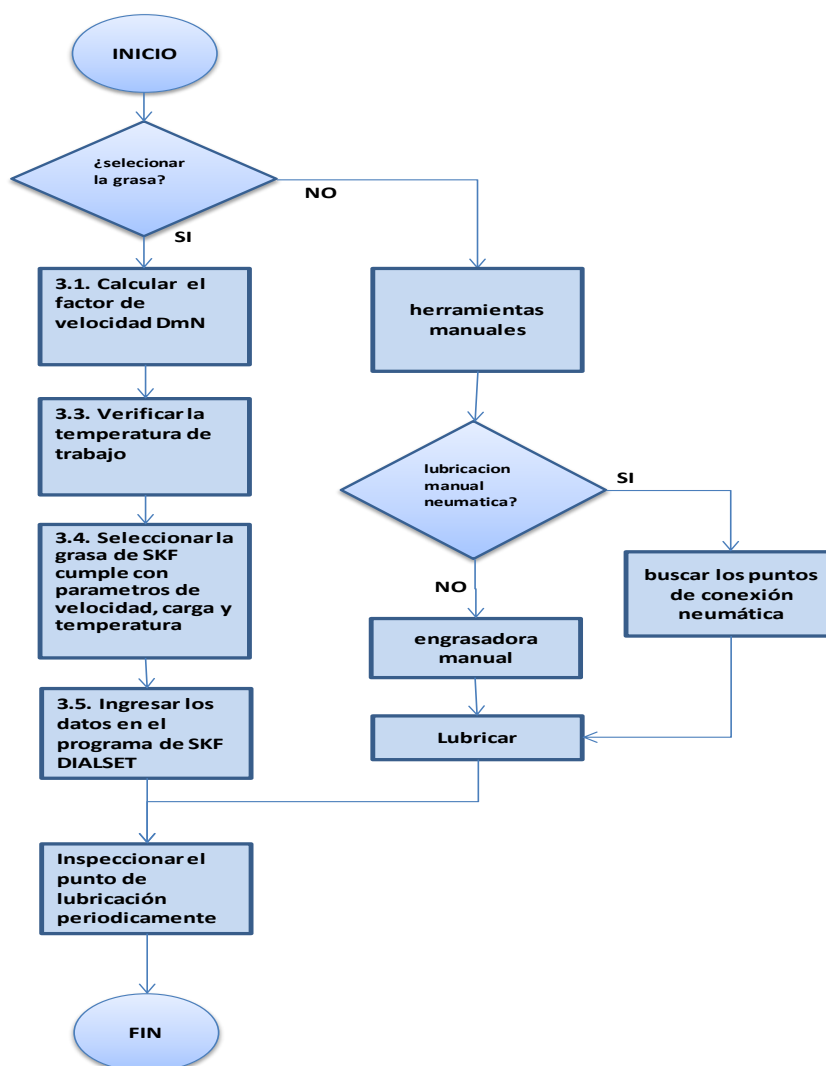 INICIO
¿selecionar
la grasa?
NO
SI
3.1. Calcular el
factor de
velocidad DmN
herramientas
manuales
3.3. Verificar la
temperatura de
trabajo
lubricacion
manual
neumatica?
SI
NO
3.4. Seleccionar la
grasa de SKF
cumple con
parametros de
velocidad, carga y
temperatura
buscar los puntos
de conexión
neumática
engrasadora
manual
3.5. Ingresar los
datos en el
programa de SKF
DIALSET
Lubricar
Inspeccionar el
punto de
lubricación
periodicamente
FIN